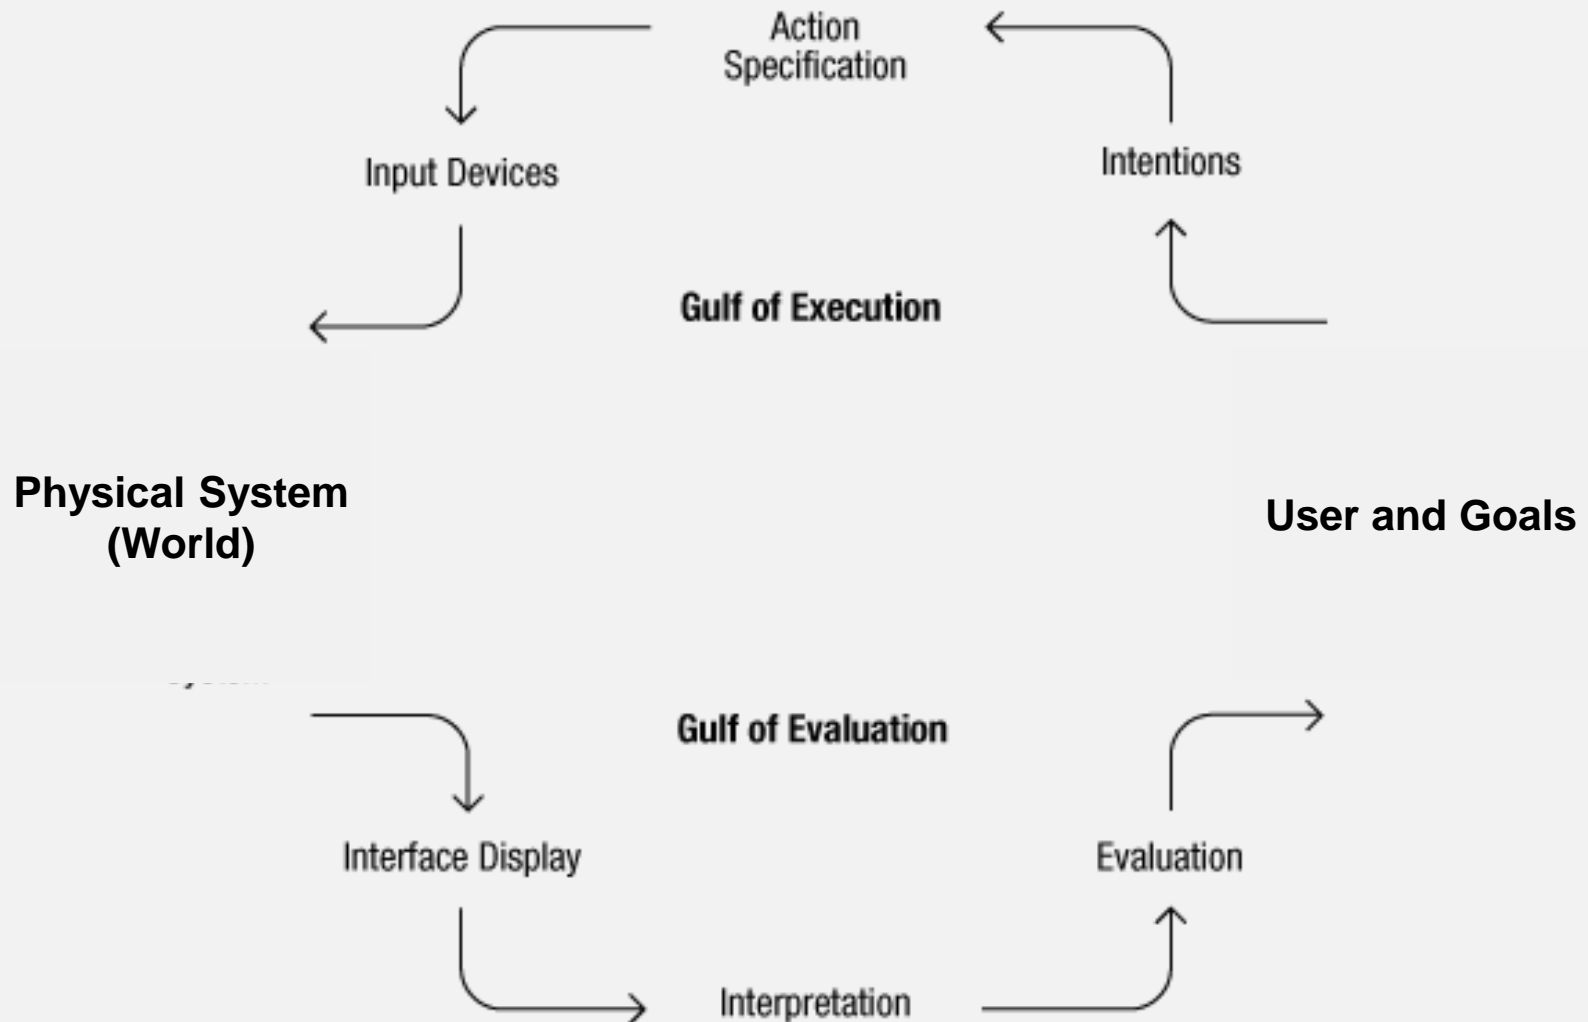 Action
Specification
Input Devices
Intentions
Gulf of Execution
Physical System
(World)
User and Goals
Gulf of Evaluation
Interface Display
Evaluation
Interpretation